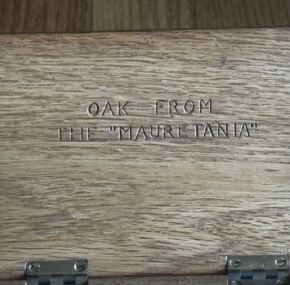 OAK FROM
THE "MAURETANIA"